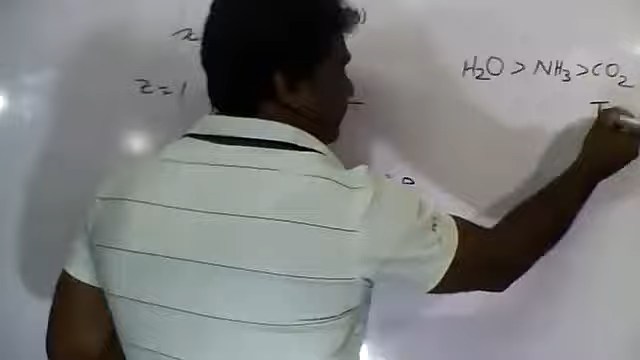 Z = 1
H₂O > NH₃ > CO₂
T